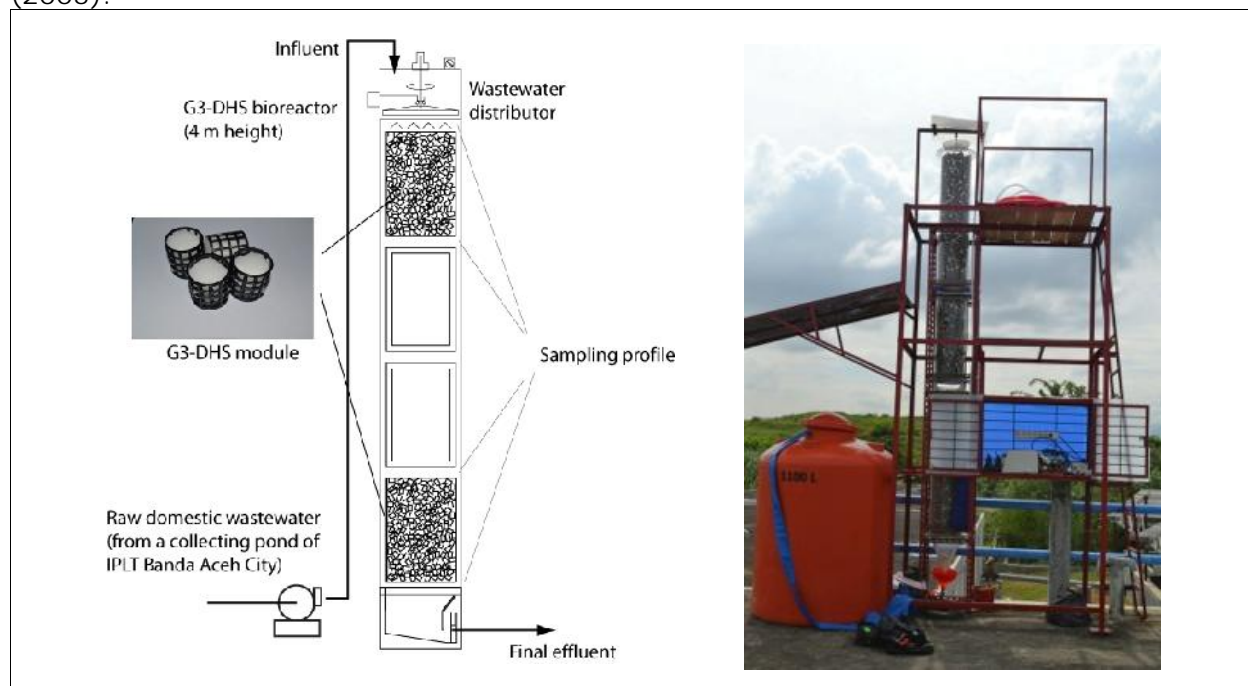 Influent
G3-DHS bioreactor
(4 m height)
Wastewater
distributor
G3-DHS module
Sampling profile
Raw domestic wastewater
(from a collecting pond of
IPLT Banda Aceh City)
Final effluent
1100 L